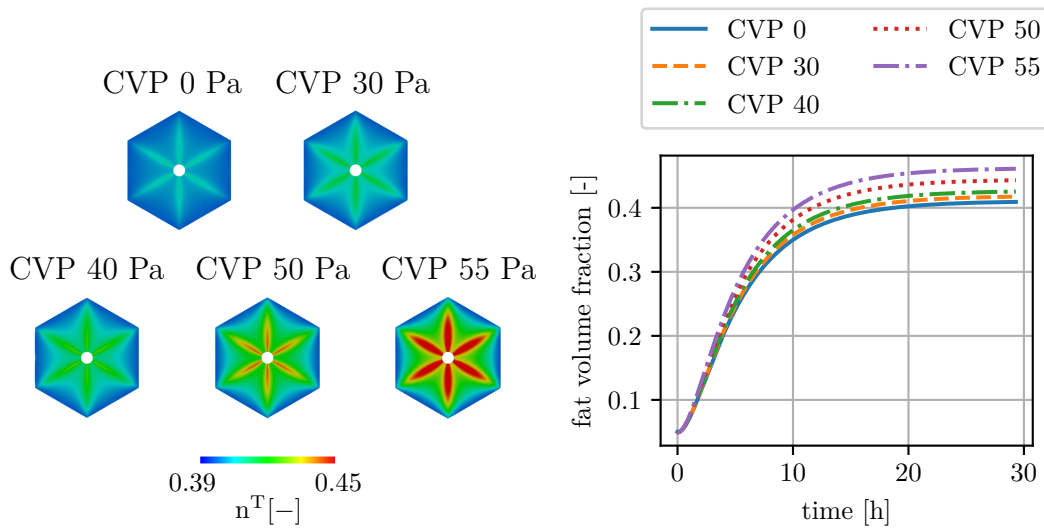 CVP 0 Pa
CVP 30 Pa
CVP 40 Pa
CVP 50 Pa
CVP 55 Pa
0.39
0.45
n^T[−]
CVP 0
CVP 30
CVP 40
CVP 50
CVP 55
fat volume fraction [-]
0.4
0.3
0.2
0.1
0
10
20
30
time [h]